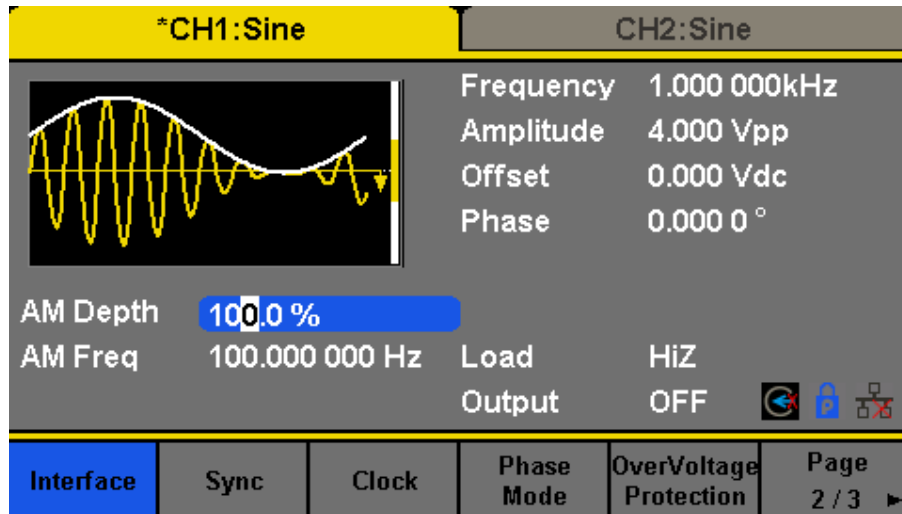 *CH1:Sine CH2:Sine
Frequency 1.000 000kHz
Amplitude 4.000 Vpp
Offset 0.000 Vdc
Phase 0.000 0 °
AM Depth 100.0 %
AM Freq 100.000 000 Hz Load HiZ
Output OFF P
Interface Sync Clock Phase Mode OverVoltage Protection Page 2 / 3